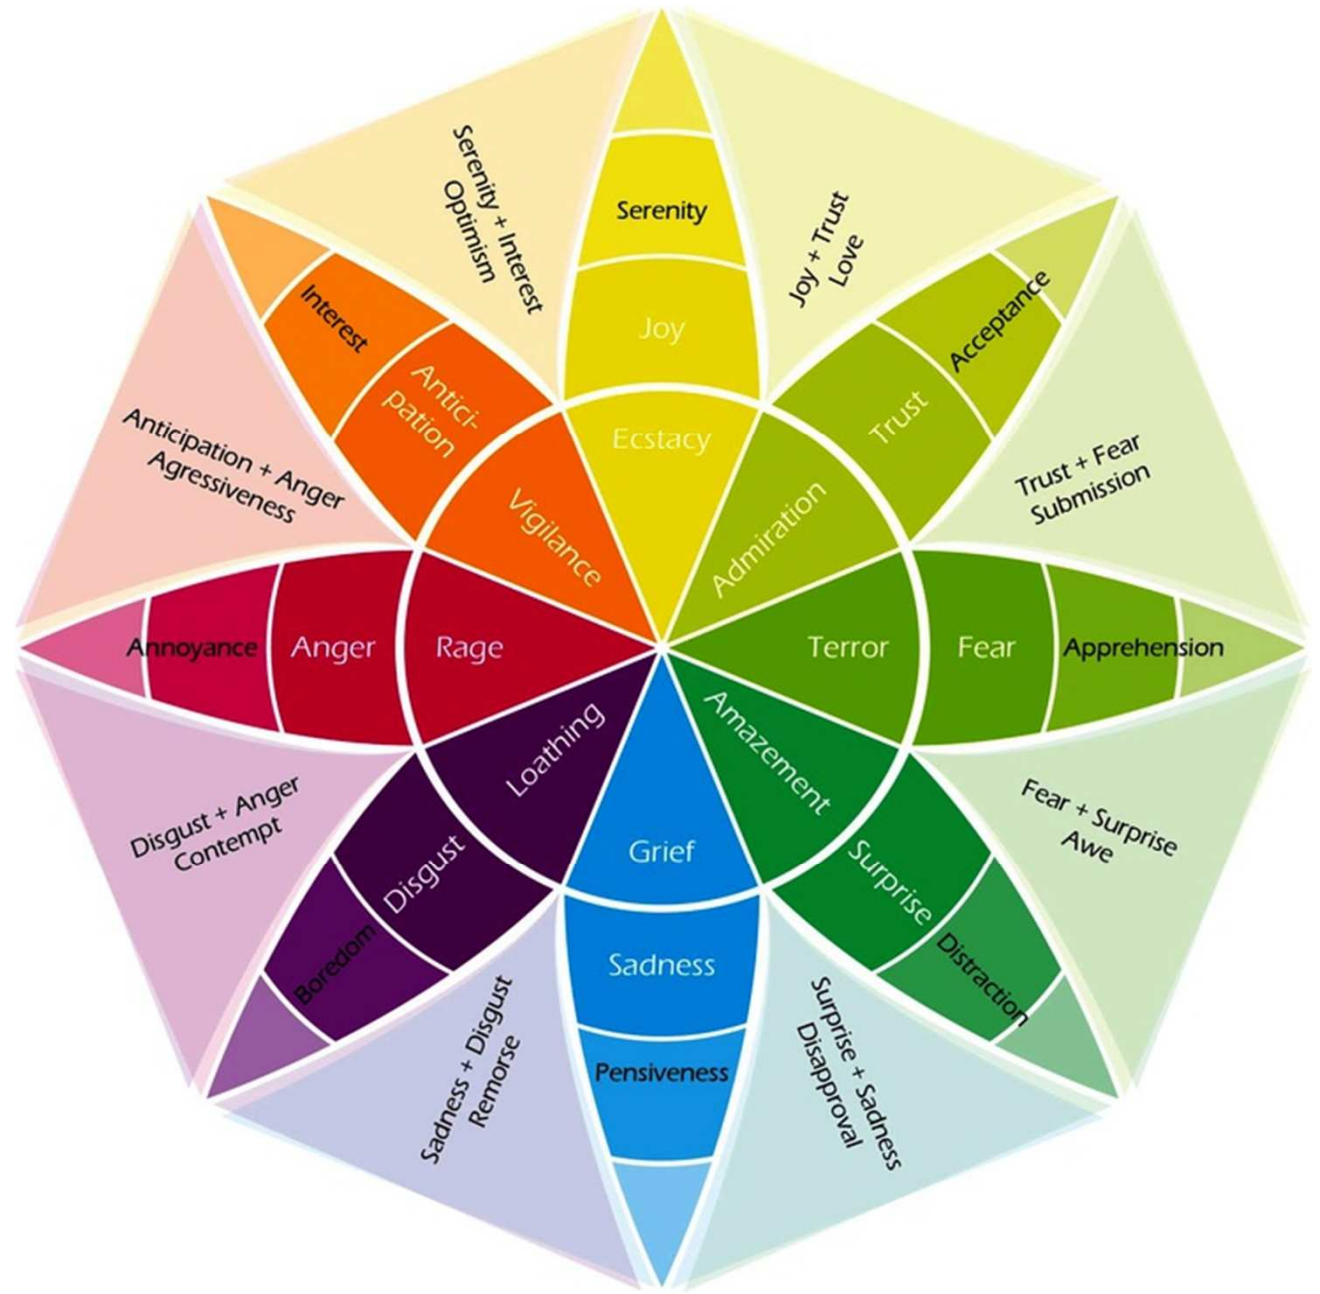 Serenity + Interest
Optimism
Serenity
Joy
Ecstacy
Joy + Trust
Love
Acceptance
Trust
Admiration
Trust + Fear
Submission
Terror
Fear
Apprehension
Fear + Surprise
Awe
Amazement
Surprise
Distraction
Surprise + Sadness
Disapproval
Grief
Sadness
Pensiveness
Sadness + Disgust
Remorse
Loathing
Disgust
Boredom
Disgust + Anger
Contempt
Annoyance
Anger
Rage
Anticipation + Anger
Agressiveness
Interest
Antici-
pation
Vigilance